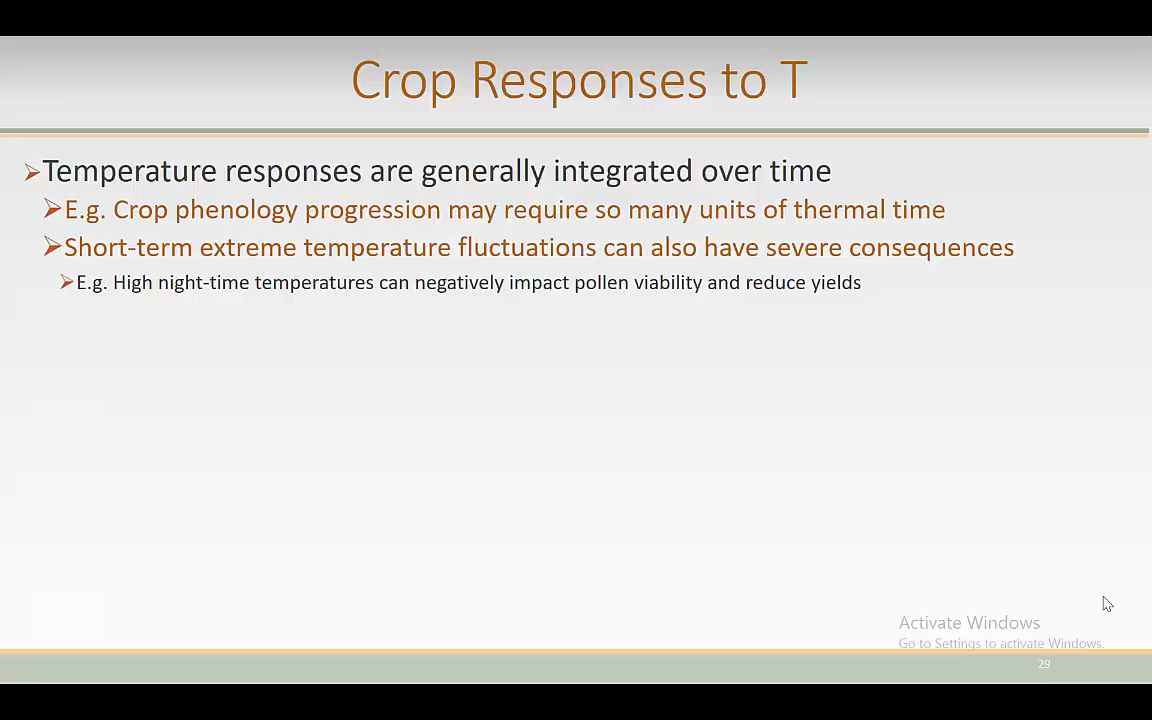 Crop Responses to T
Temperature responses are generally integrated over time
E.g. Crop phenology progression may require so many units of thermal time
Short-term extreme temperature fluctuations can also have severe consequences
E.g. High night-time temperatures can negatively impact pollen viability and reduce yields
Activate Windows
Go to Settings to activate Windows.
29